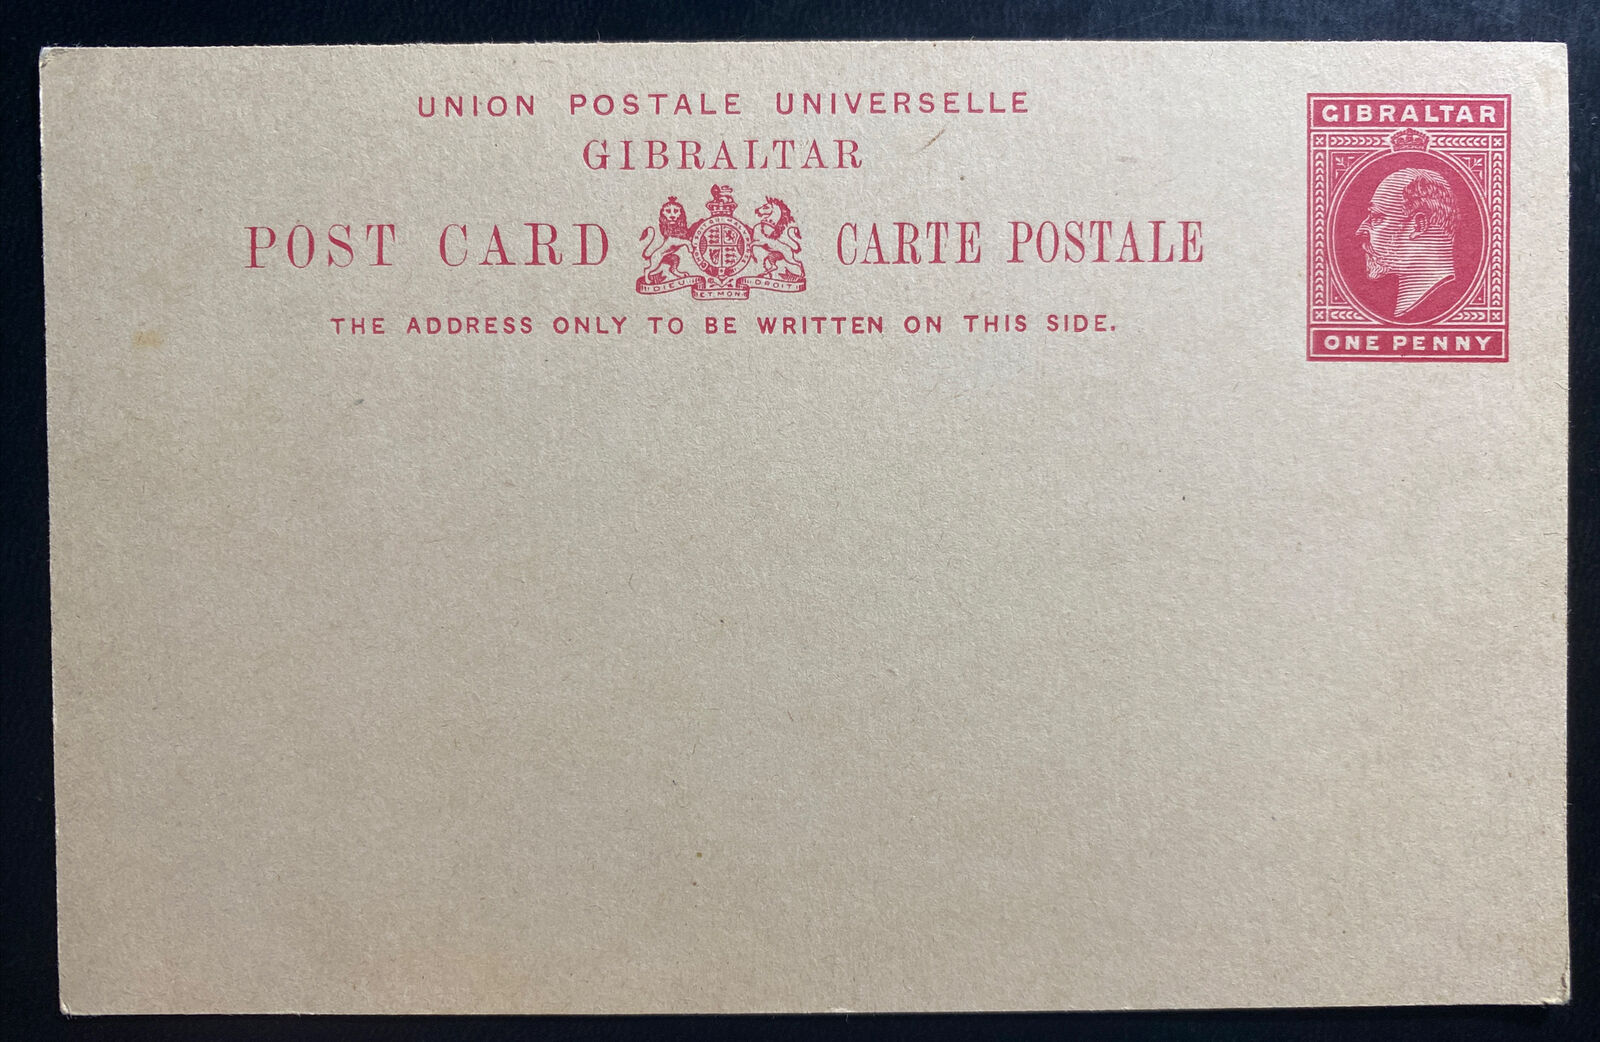 UNION POSTALE UNIVERSELLE
GIBRALTAR
POST CARD CARTE POSTALE
DIEU ET MON DROIT
THE ADDRESS ONLY TO BE WRITTEN ON THIS SIDE.
GIBRALTAR
ONE PENNY